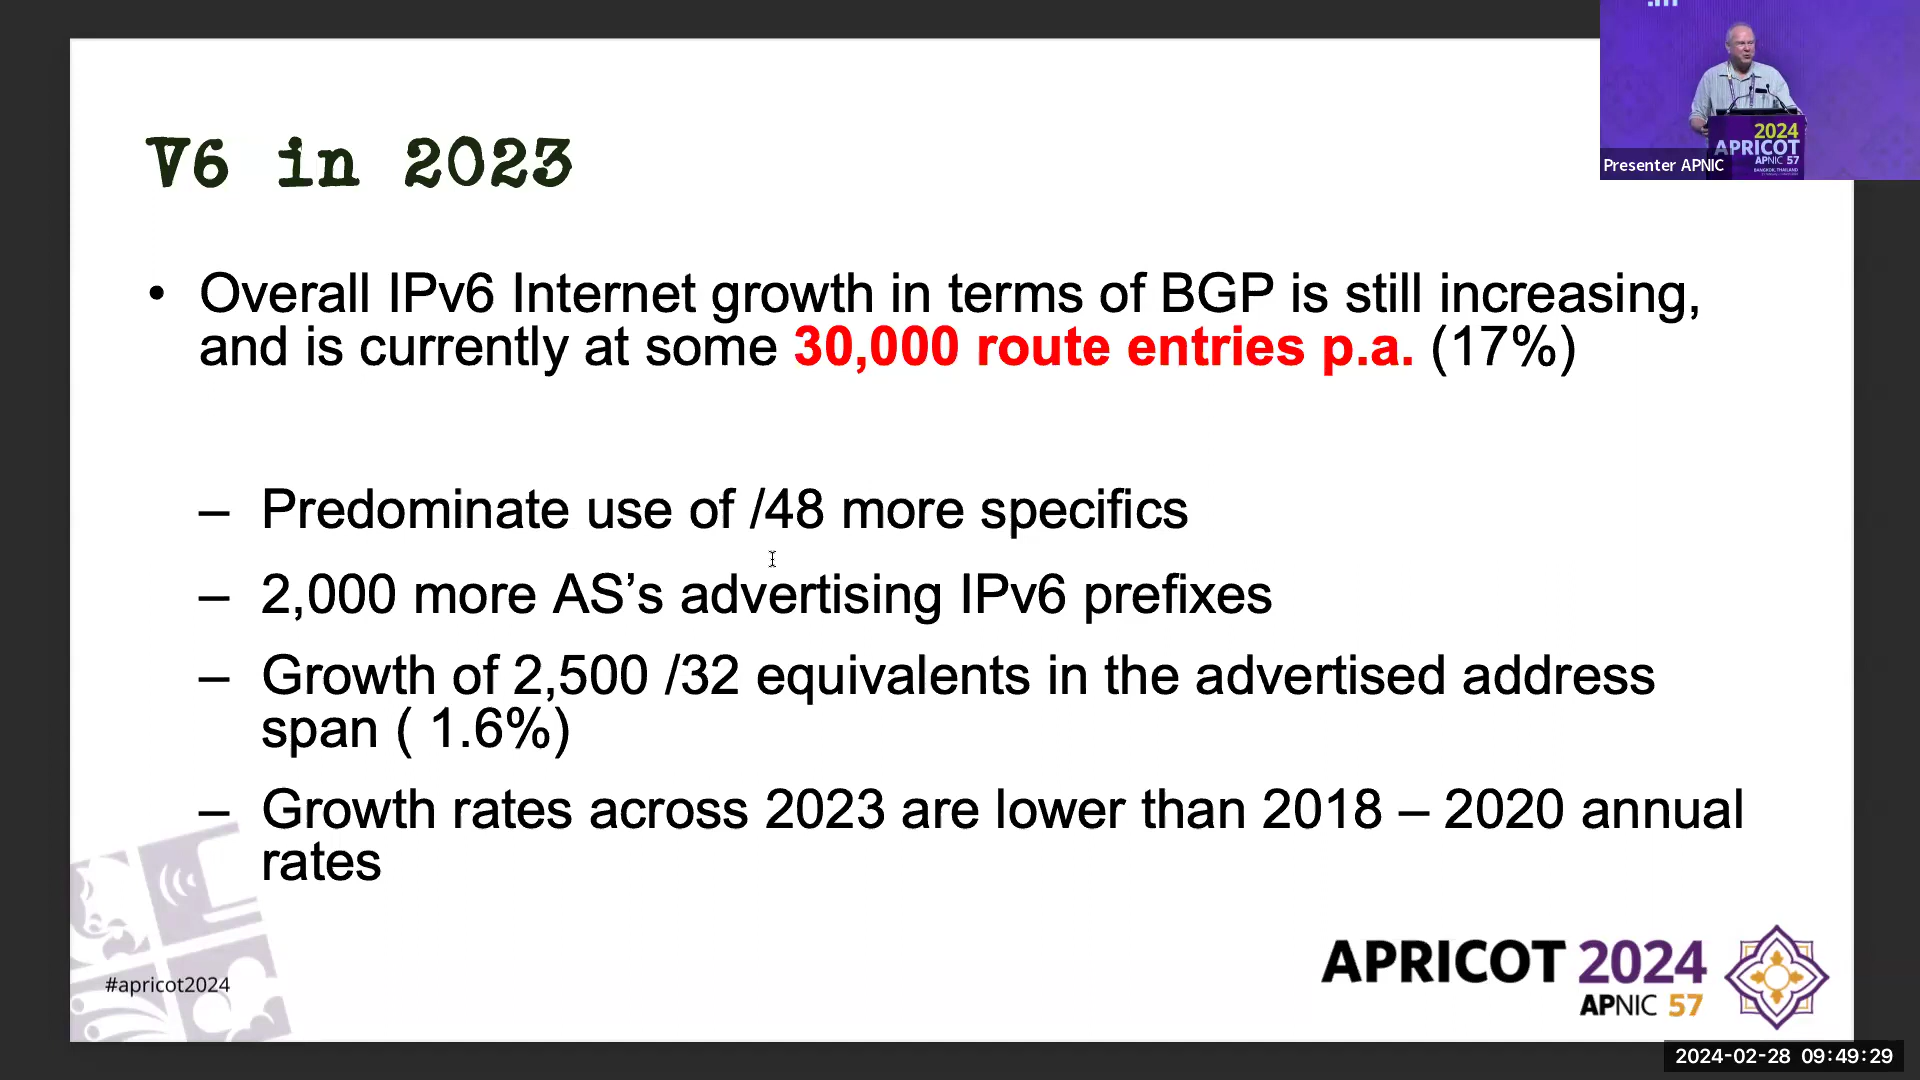 V6 in 2023
• Overall IPv6 Internet growth in terms of BGP is still increasing,
and is currently at some 30,000 route entries p.a. (17%)
– Predominate use of /48 more specifics
– 2,000 more AS’s advertising IPv6 prefixes
– Growth of 2,500 /32 equivalents in the advertised address
span ( 1.6%)
– Growth rates across 2023 are lower than 2018 – 2020 annual
rates
#apricot2024
APRICOT 2024
APNIC 57
2024
APRICOT
APNIC 57
BANGKOK, THAILAND
Presenter APNIC
2024-02-28 09:49:29